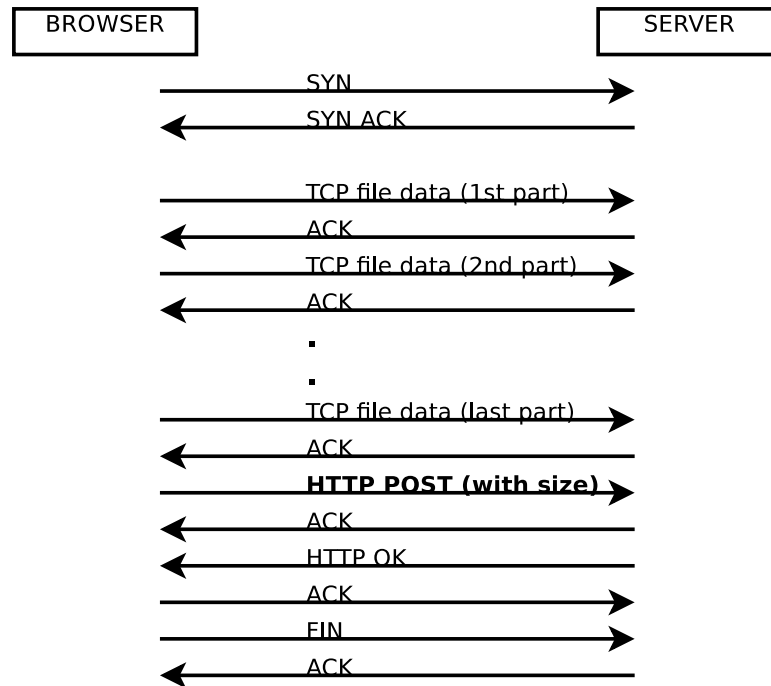 BROWSER SERVER
SYN
SYN ACK
TCP file data (1st part)
ACK
TCP file data (2nd part)
ACK
.
.
TCP file data (last part)
ACK
HTTP POST (with size)
ACK
HTTP OK
ACK
FIN
ACK